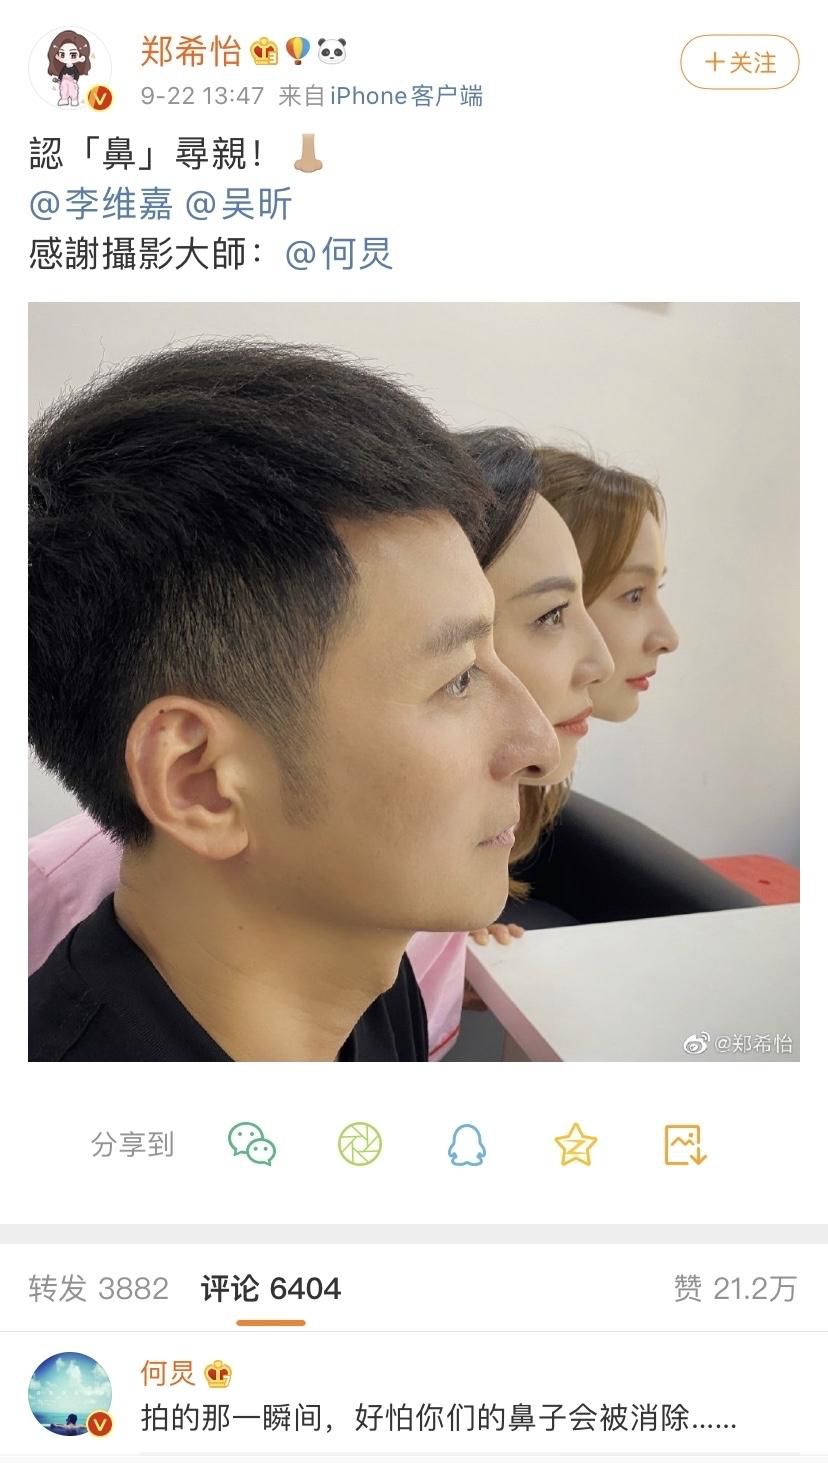 郑希怡
9-22 13:47 来自 iPhone客户端
＋关注
認「鼻」尋親！
@李维嘉 @吴昕
感謝攝影大師：@何炅
@郑希怡
分享到
转发 3882 评论 6404 赞 21.2万
何炅
拍的那一瞬间，好怕你们的鼻子会被消除……